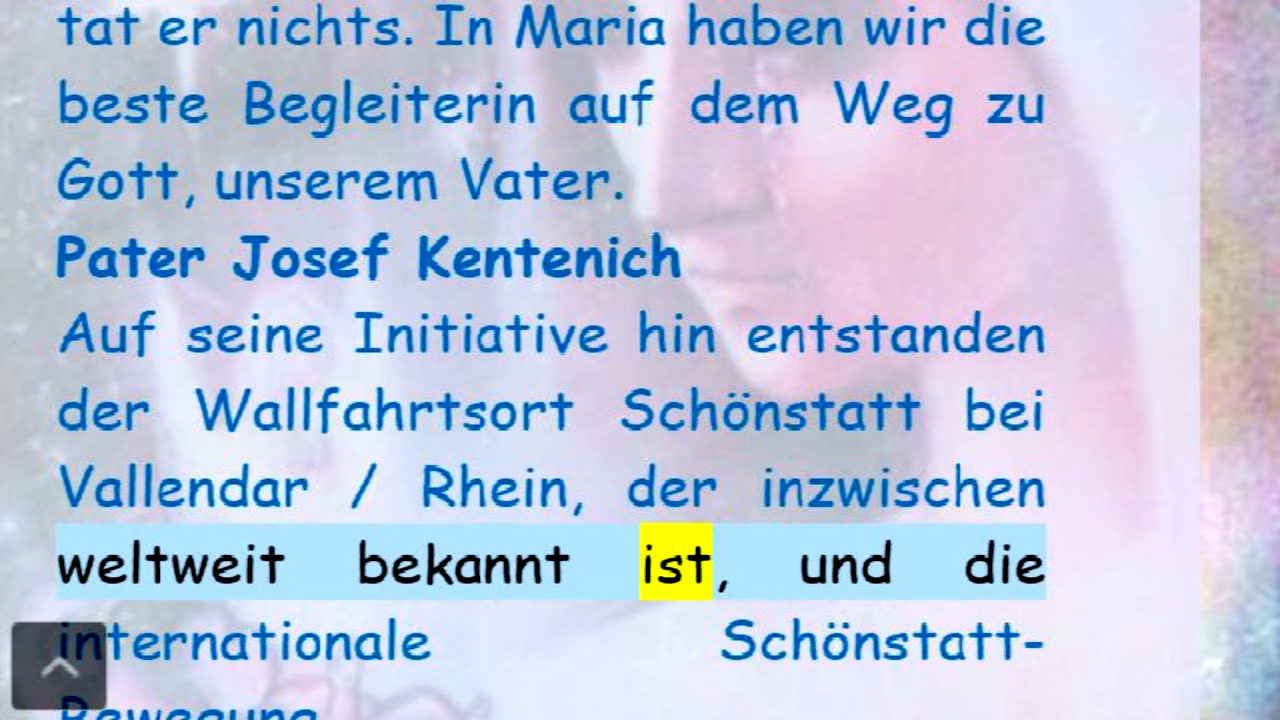 tat er nichts. In Maria haben wir die
beste Begleiterin auf dem Weg zu
Gott, unserem Vater.
Pater Josef Kentenich
Auf seine Initiative hin entstanden
der Wallfahrtsort Schönstatt bei
Vallendar / Rhein, der inzwischen
weltweit bekannt ist, und die
internationale Schönstatt-
Bewegung